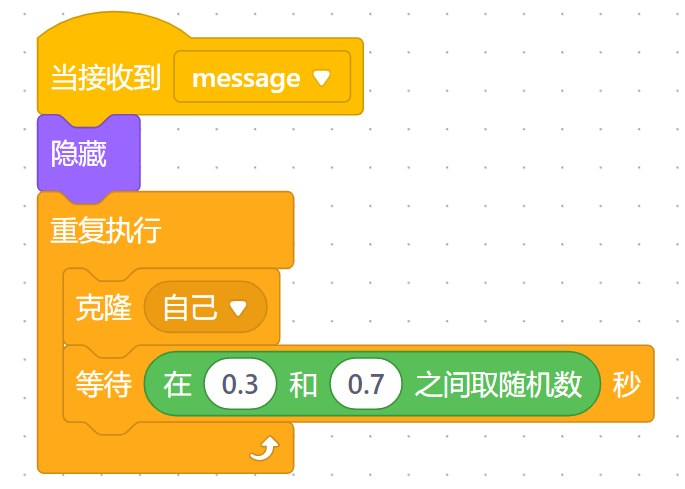 当接收到 message
隐藏
重复执行
克隆 自己
等待 在 0.3 和 0.7 之间取随机数 秒